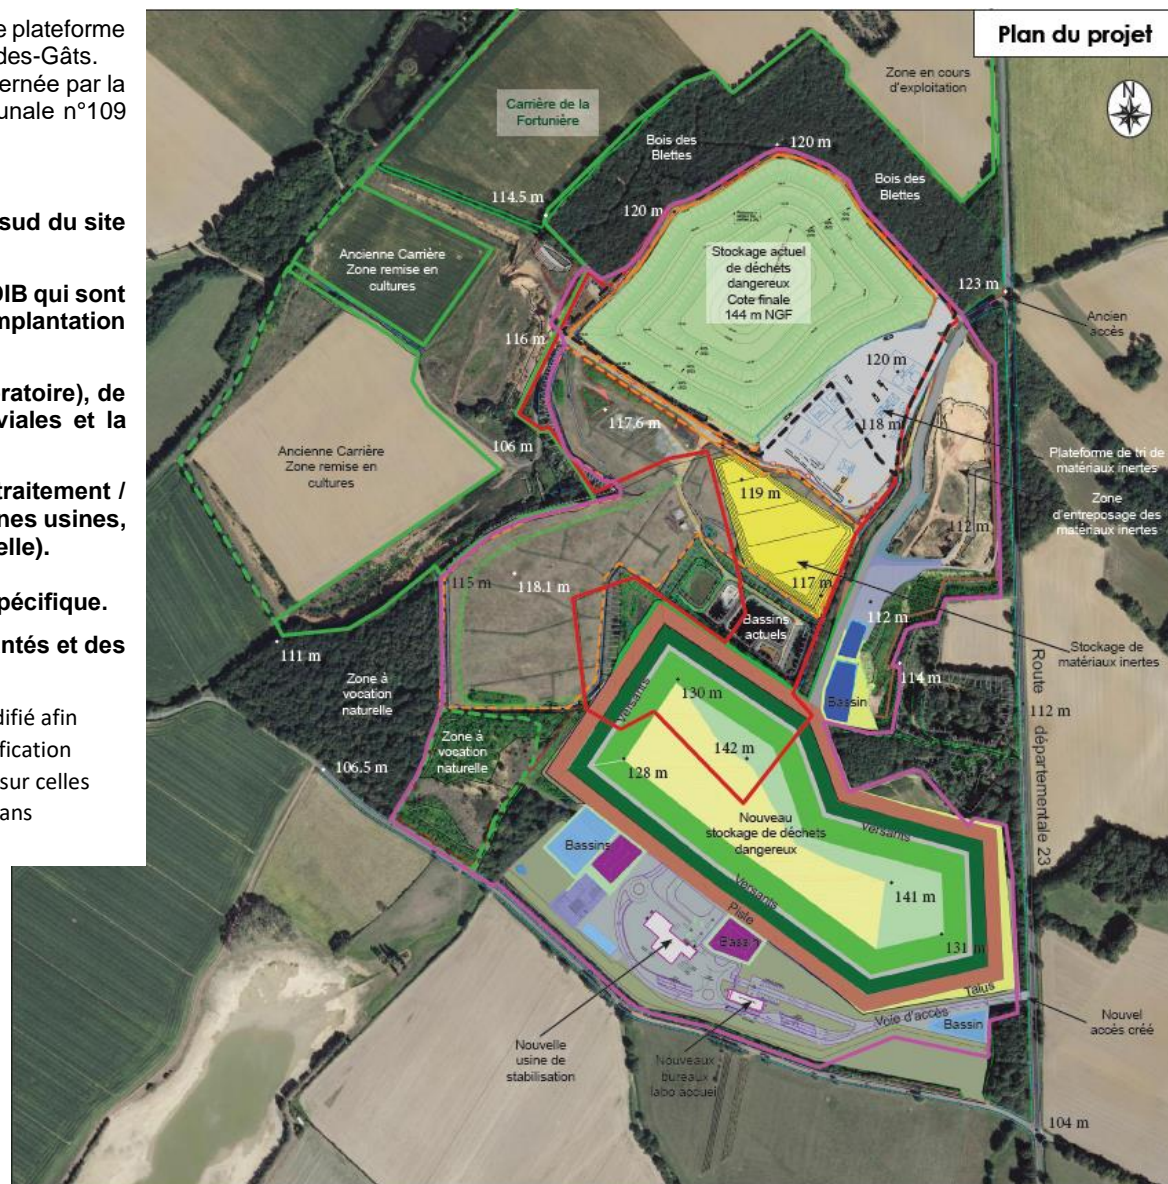 e plateforme
des-Gâts.
ernée par la
unale n°109
sud du site
DIB qui sont
mplantation
ratoire), de
viales et la
traitement /
nes usines,
elle).
pécifique.
ntés et des
difié afin
fication
sur celles
ans
Plan du projet
Zone en cours
d'exploitation
Carrière de la
Fortunière
Bois des
Blettes
120 m
Bois des
Blettes
114.5 m
120 m
Ancienne Carrière
Zone remise en
cultures
Stockage actuel
de déchets
dangereux
Cote finale
144 m NGF
123 m
Ancien
accès
116 m
120 m
117.6 m
118 m
106 m
Ancienne Carrière
Zone remise en
cultures
Plateforme de tri de
matériaux inertes
119 m
Zone
d'entreposage des
matériaux inertes
112 m
115 m
118.1 m
117 m
112 m
Bassins
actuels
111 m
Stockage de
matériaux inertes
114 m
Zone à
vocation
naturelle
Versants
130 m
Bassin
112 m
Route départementale 23
Zone à
vocation
naturelle
142 m
106.5 m
128 m
Nouveau
stockage de déchets
dangereux
Versants
Bassins
Versants
141 m
Piste
Bassin
131 m
Talus
Voie d'accès
Bassin
Nouvel
accès créé
Nouvelle
usine de
stabilisation
Nouveaux
bureaux
labo accueil
104 m